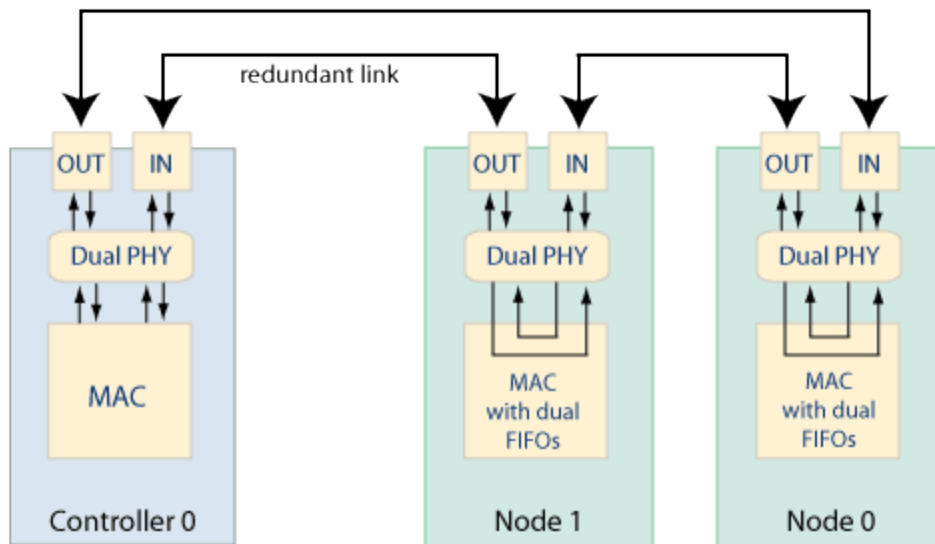 redundant link
OUT
IN
OUT
IN
OUT
IN
Dual PHY
Dual PHY
Dual PHY
MAC
MAC
with dual
FIFOs
MAC
with dual
FIFOs
Controller 0
Node 1
Node 0